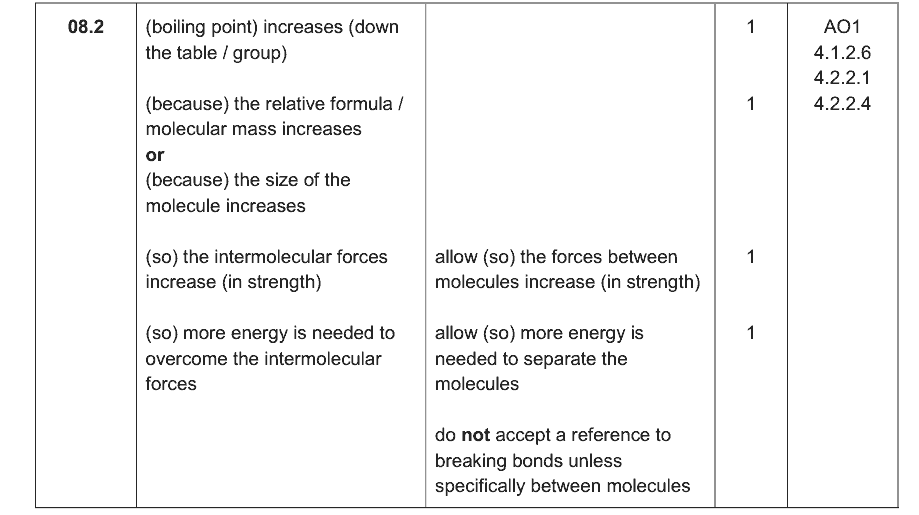 08.2
(boiling point) increases (down
the table / group)
1
AO1
4.1.2.6
4.2.2.1
4.2.2.4
(because) the relative formula /
molecular mass increases
or
(because) the size of the
molecule increases
1
(so) the intermolecular forces
increase (in strength)
allow (so) the forces between
molecules increase (in strength)
1
(so) more energy is needed to
overcome the intermolecular
forces
allow (so) more energy is
needed to separate the
molecules
1
do not accept a reference to
breaking bonds unless
specifically between molecules